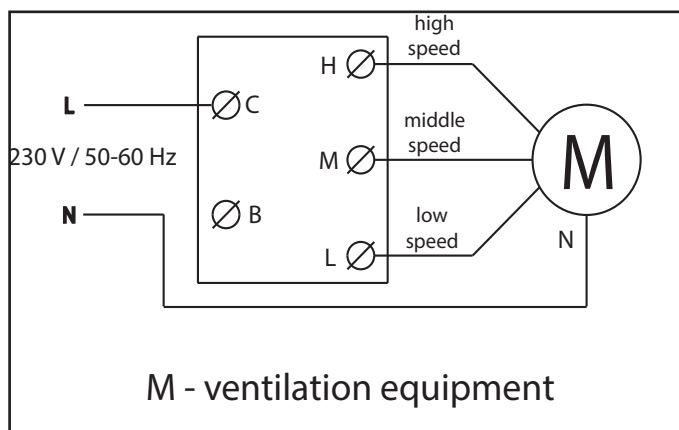 high
speed
H
L
C
middle
speed
M
M
230 V / 50-60 Hz
N
B
low
speed
L
N
M - ventilation equipment